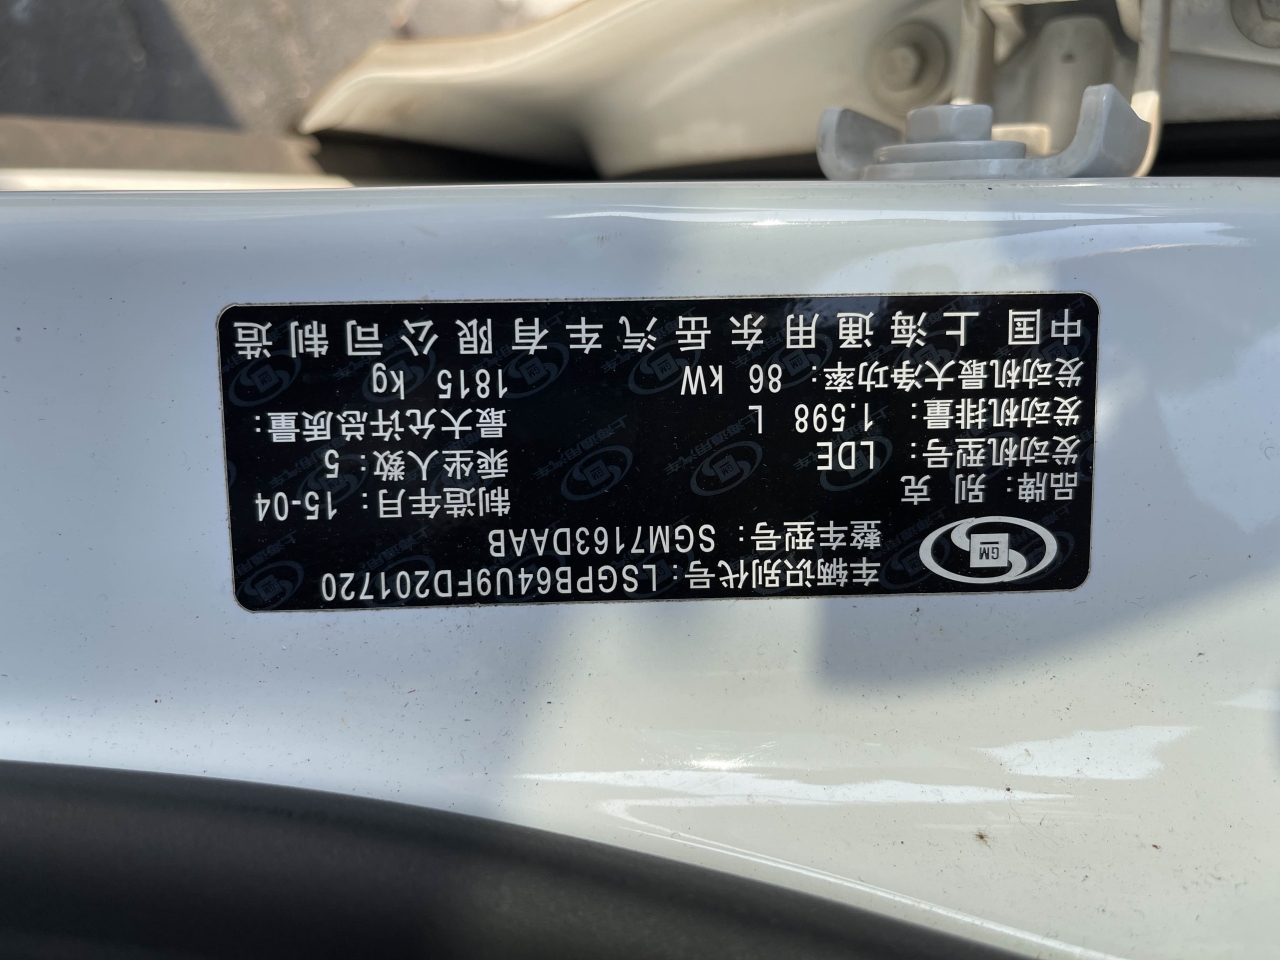 车辆识别代号:LSGPB64U9FD201720
整车型号: SGM7163DAAB
GM
品牌: 别 克
制造年月: 15-04
发动机型号: LDE
乘坐人数: 5
发动机排量: 1.598 L
最大允许总质量:
发动机最大净功率: 86 kW
1815 kg
中国 上海通用东岳汽车有限公司制造